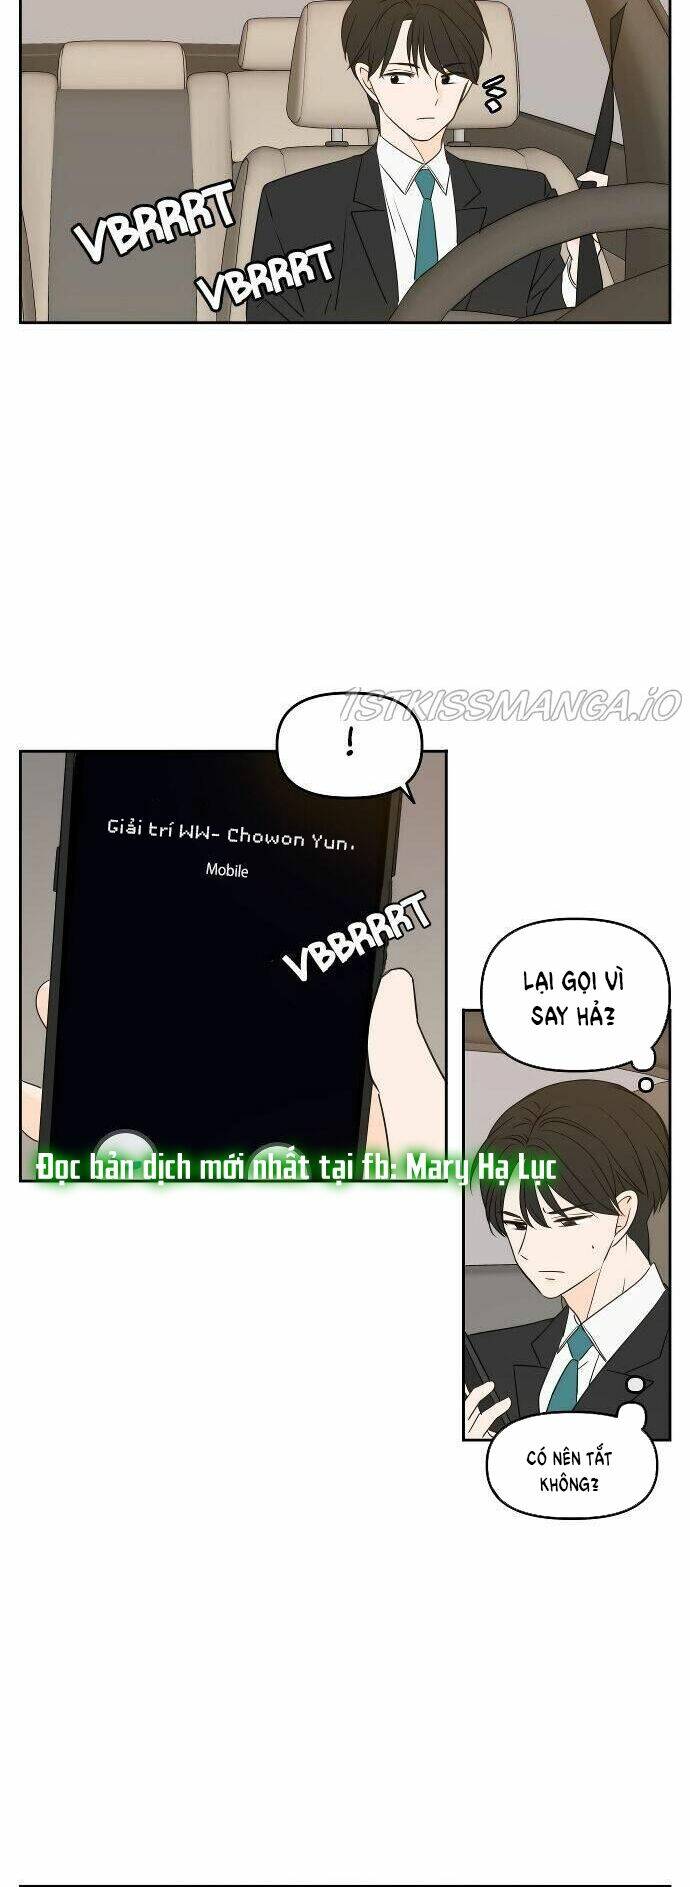 VBRRRT
VBRRRT
1STKISSMANGA.iO
!
Giải trí WW- Chowon Yun.
Mobile
VBBRRRT
LẠI GỌI VÌ
SAY HẢ?
Đọc bản dịch mới nhất tại fb: Mary Hạ Lục
CÓ NÊN TẮT
KHÔNG?